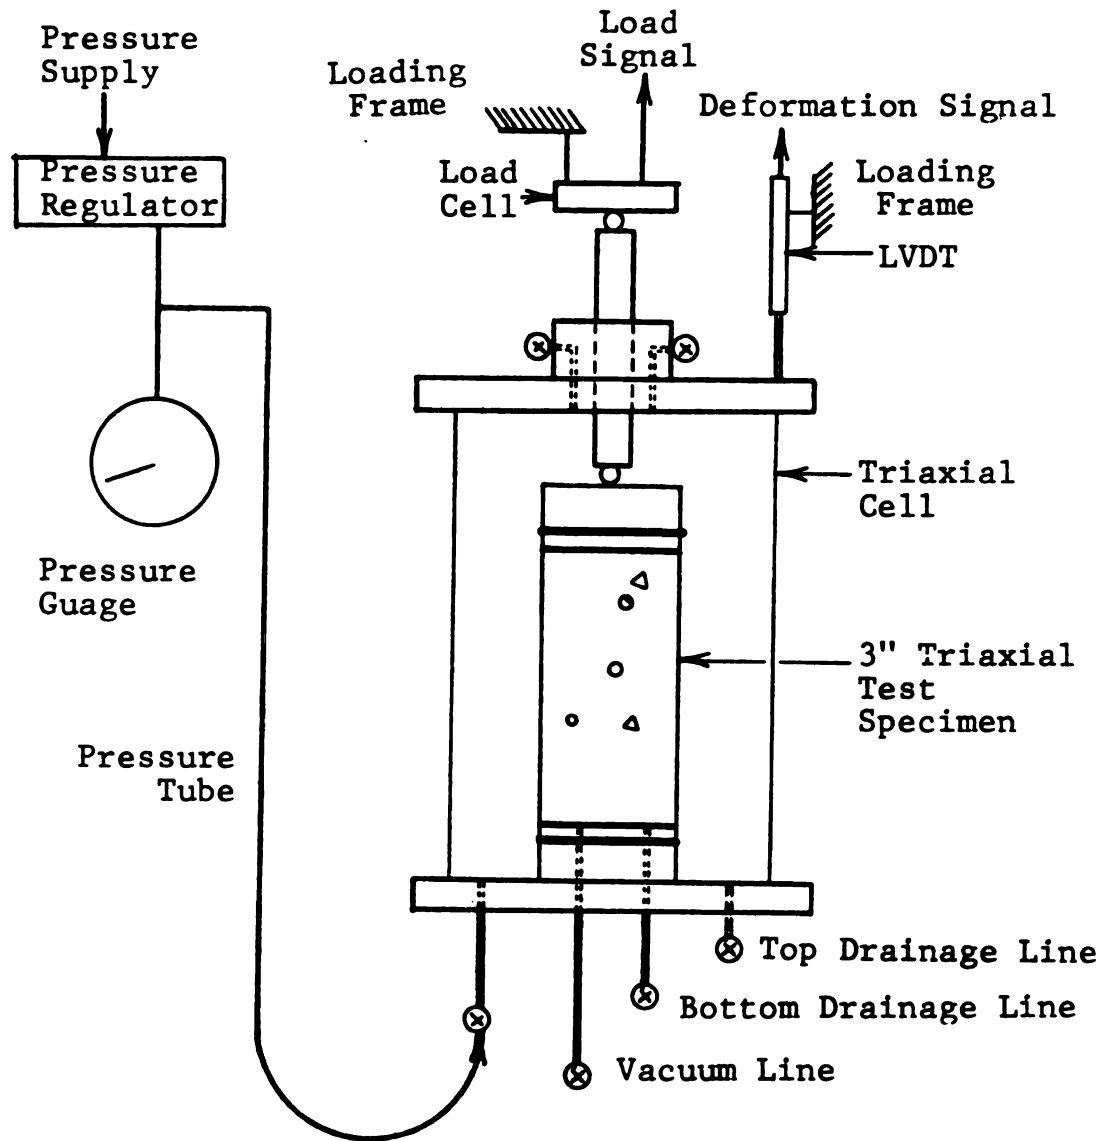 Pressure
Supply
Pressure
Regulator
Pressure
Guage
Pressure
Tube
Loading
Frame
Load
Signal
Load
Cell
Deformation Signal
Loading
Frame
LVDT
Triaxial
Cell
3" Triaxial
Test
Specimen
Top Drainage Line
Bottom Drainage Line
Vacuum Line